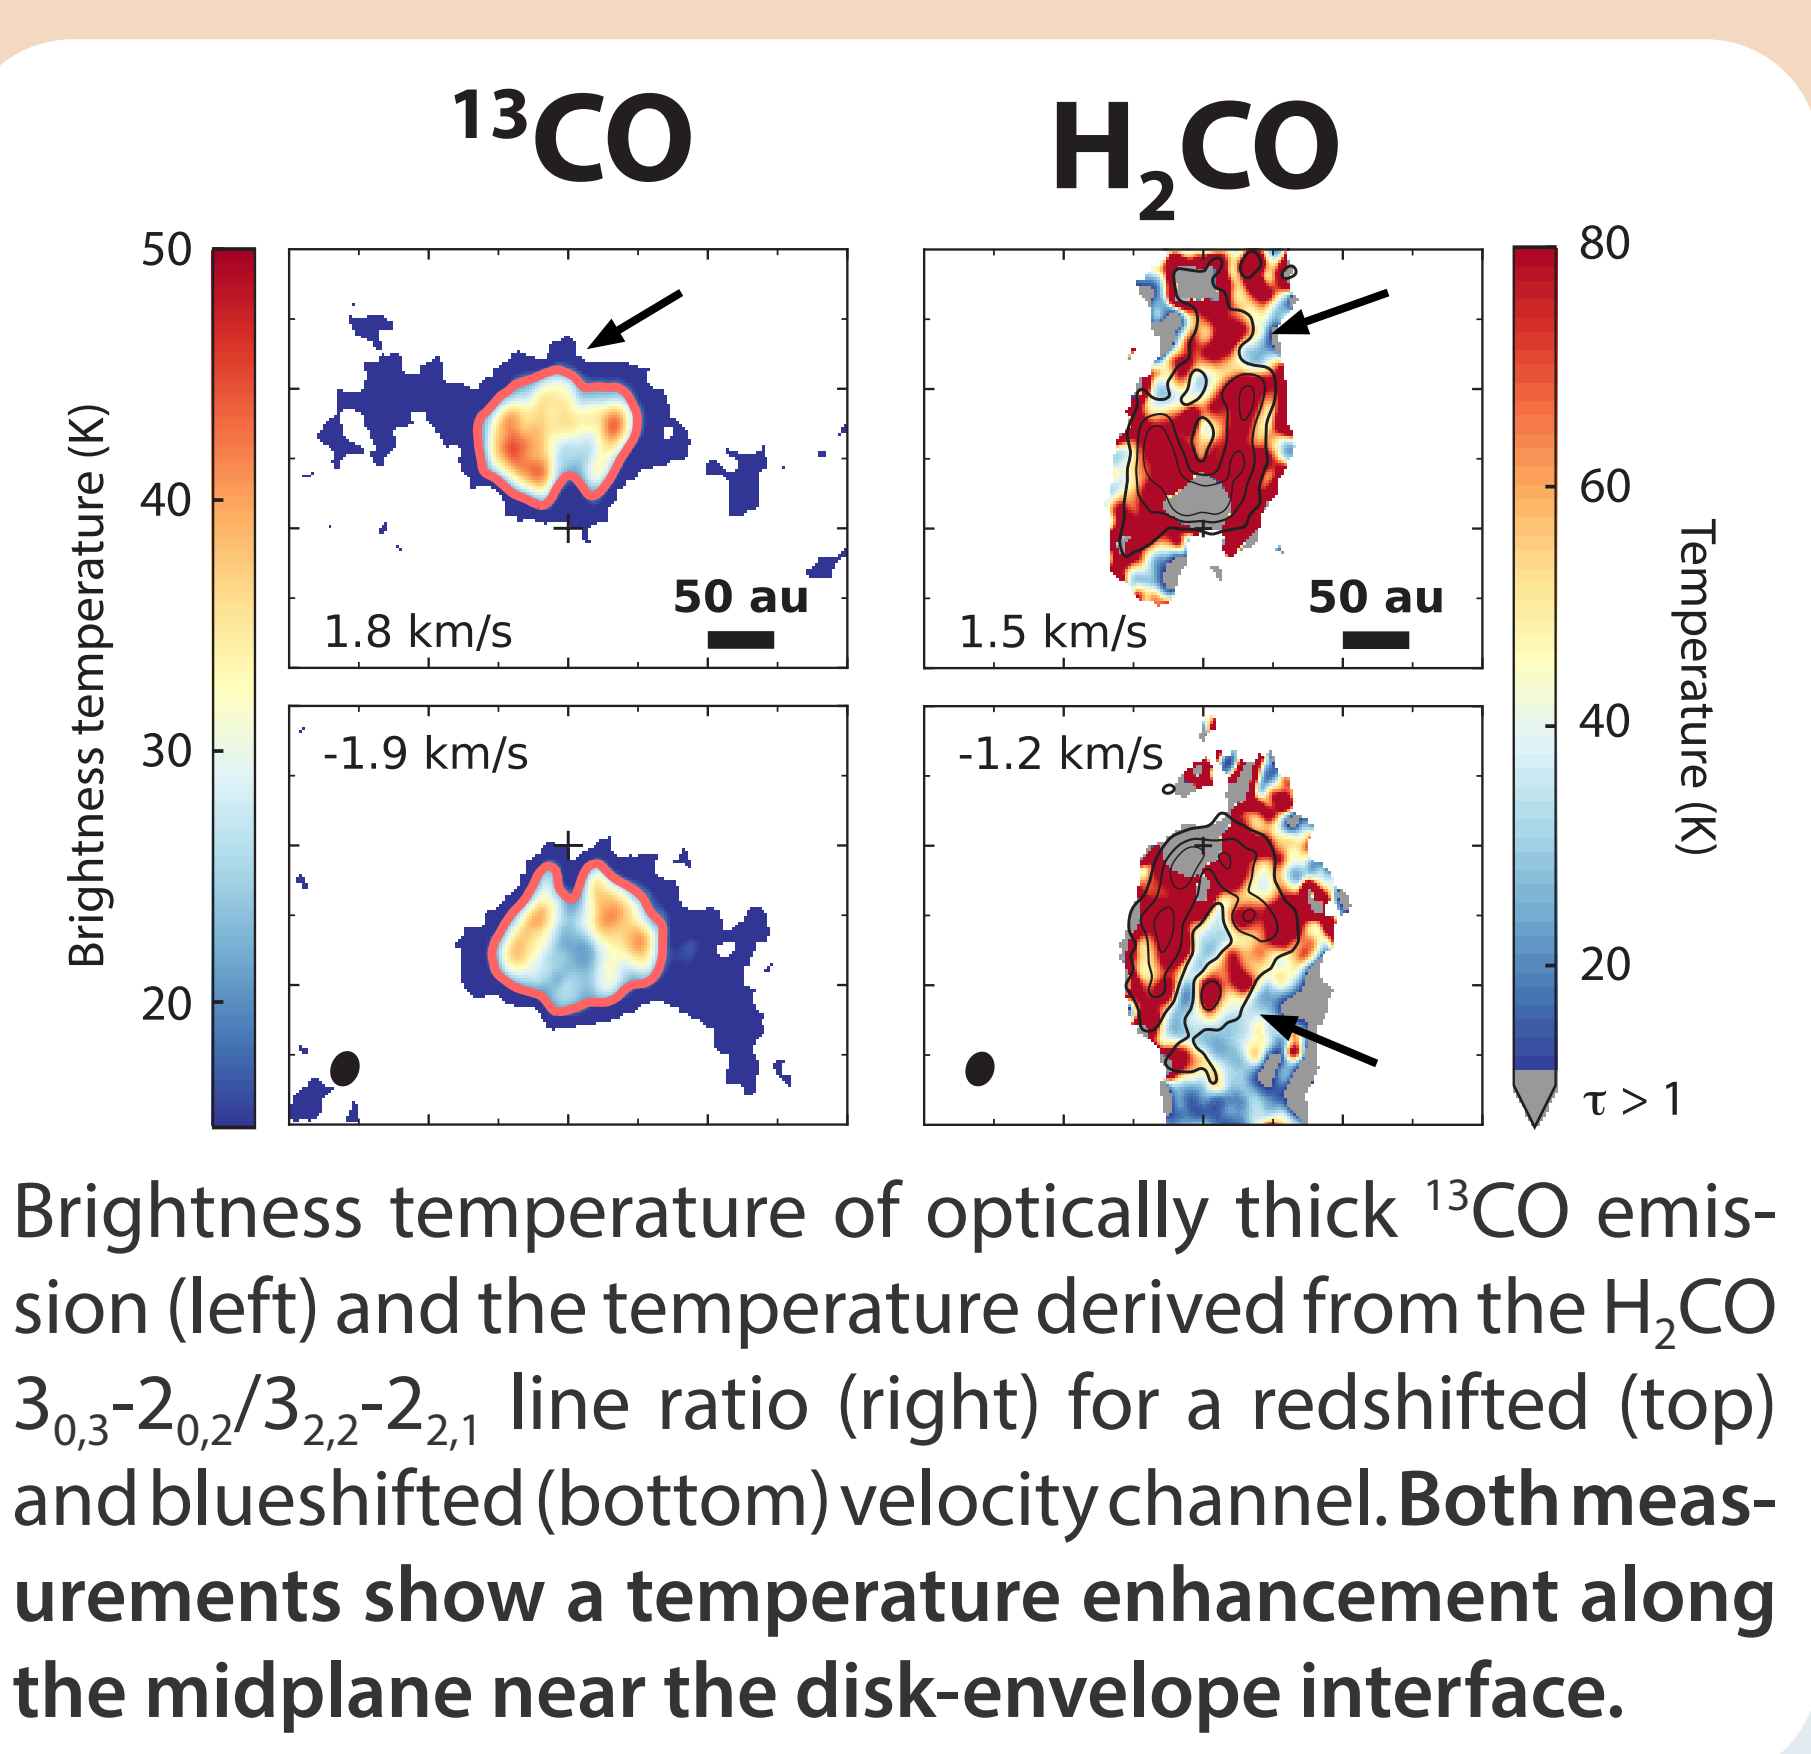 ¹³CO
H₂CO
50
40
30
20
Brightness temperature (K)
1.8 km/s
50 au
1.5 km/s
50 au
-1.9 km/s
-1.2 km/s
80
60
40
20
τ > 1
Temperature (K)
Brightness temperature of optically thick ¹³CO emis-
sion (left) and the temperature derived from the H₂CO
3₀,₃-2₀,₂/3₂,₂-2₂,₁ line ratio (right) for a redshifted (top)
and blueshifted (bottom) velocity channel. Both meas-
urements show a temperature enhancement along
the midplane near the disk-envelope interface.